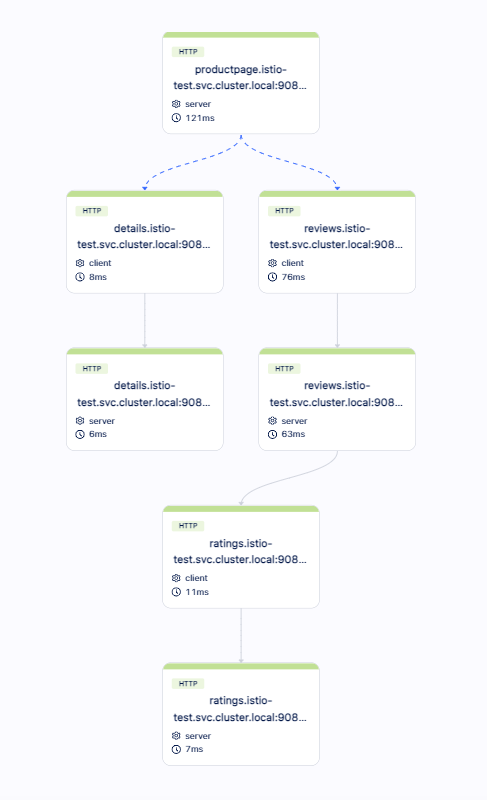 HTTP
productpage.istio-
test.svc.cluster.local:908...
server
121ms
HTTP
details.istio-
test.svc.cluster.local:908...
client
8ms
HTTP
reviews.istio-
test.svc.cluster.local:908...
client
76ms
HTTP
details.istio-
test.svc.cluster.local:908...
server
6ms
HTTP
reviews.istio-
test.svc.cluster.local:908...
server
63ms
HTTP
ratings.istio-
test.svc.cluster.local:908...
client
11ms
HTTP
ratings.istio-
test.svc.cluster.local:908...
server
7ms